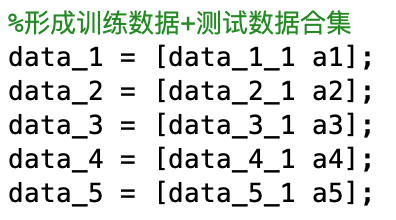 %形成训练数据+测试数据合集
data_1 = [data_1_1 a1];
data_2 = [data_2_1 a2];
data_3 = [data_3_1 a3];
data_4 = [data_4_1 a4];
data_5 = [data_5_1 a5];